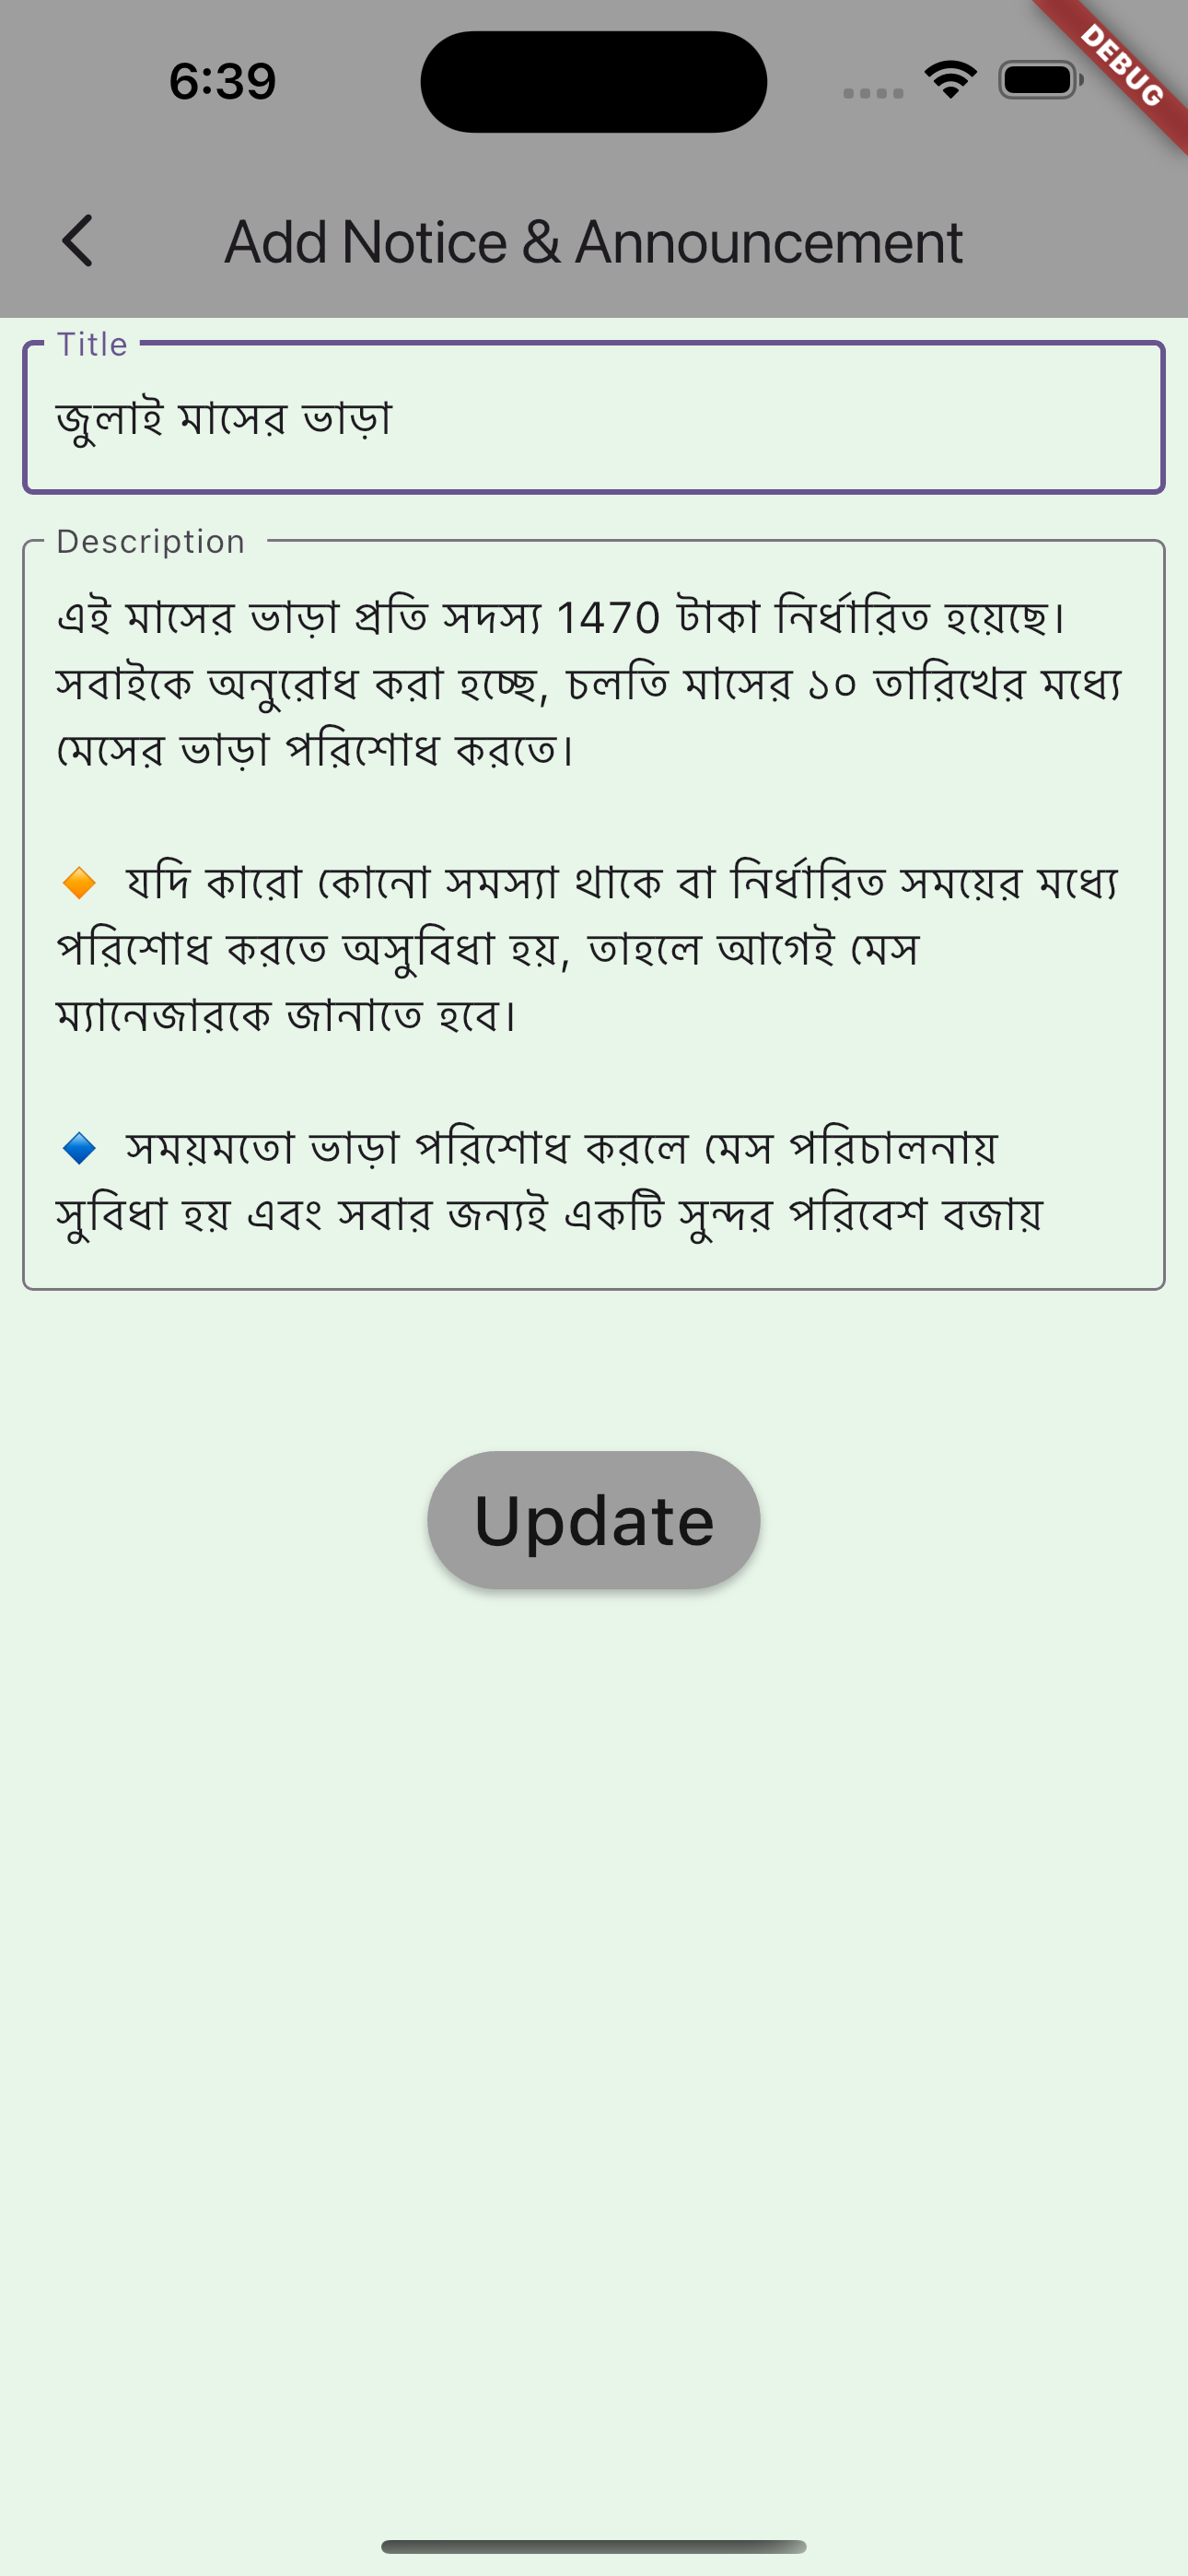 6:39
DEBUG
Add Notice & Announcement
Title
জুলাই মাসের ভাড়া
Description
এই মাসের ভাড়া প্রতি সদস্য 1470 টাকা নির্ধারিত হয়েছে।
সবাইকে অনুরোধ করা হচ্ছে, চলতি মাসের ১০ তারিখের মধ্যে
মেসের ভাড়া পরিশোধ করতে।
🔸 যদি কারো কোনো সমস্যা থাকে বা নির্ধারিত সময়ের মধ্যে
পরিশোধ করতে অসুবিধা হয়, তাহলে আগেই মেস
ম্যানেজারকে জানাতে হবে।
🔹 সময়মতো ভাড়া পরিশোধ করলে মেস পরিচালনায়
সুবিধা হয় এবং সবার জন্যই একটি সুন্দর পরিবেশ বজায়
Update